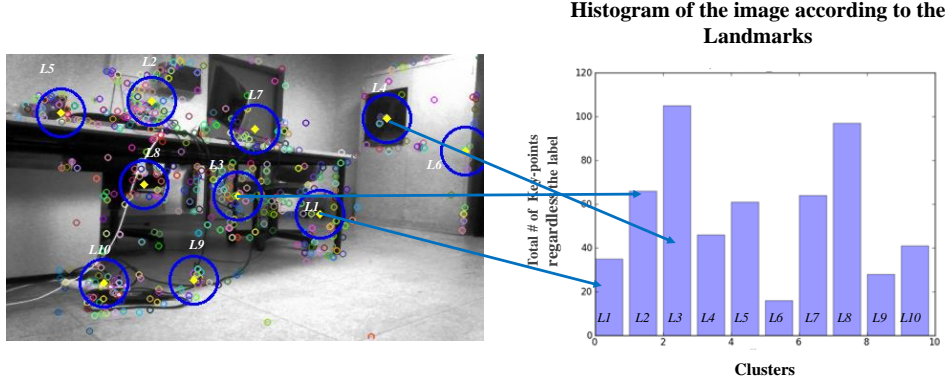 Histogram of the image according to the
Landmarks
L5
L2
L7
L4
L6
L8
L3
L1
L10
L9
Total # of Key-points
regardless the label
120
100
80
60
40
20
0
L1 L2 L3 L4 L5 L6 L7 L8 L9 L10
0 2 4 6 8 10
Clusters